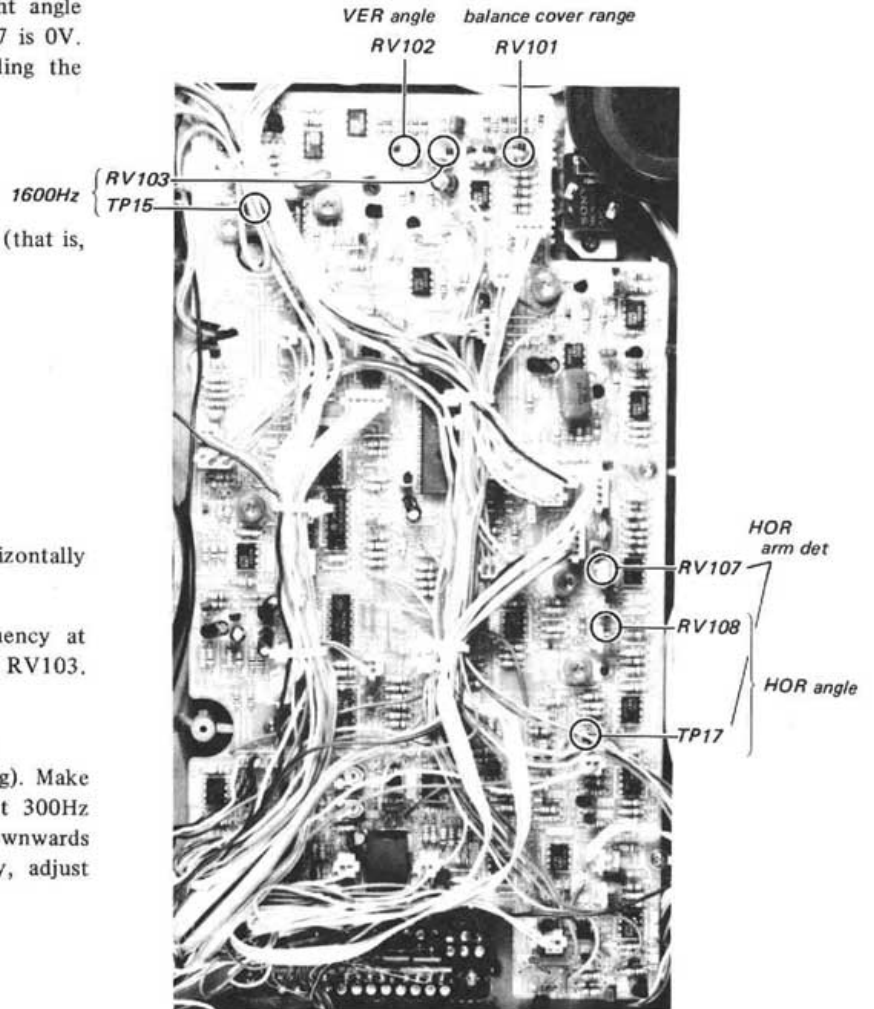 nt angle
7 is 0V.
ling the
VER angle balance cover range
RV102 RV101
RV103
1600Hz
TP15
(that is,
HOR
arm det
izontally
RV107
uency at
RV103.
RV108
HOR angle
TP17
g). Make
t 300Hz
wnwards
y, adjust